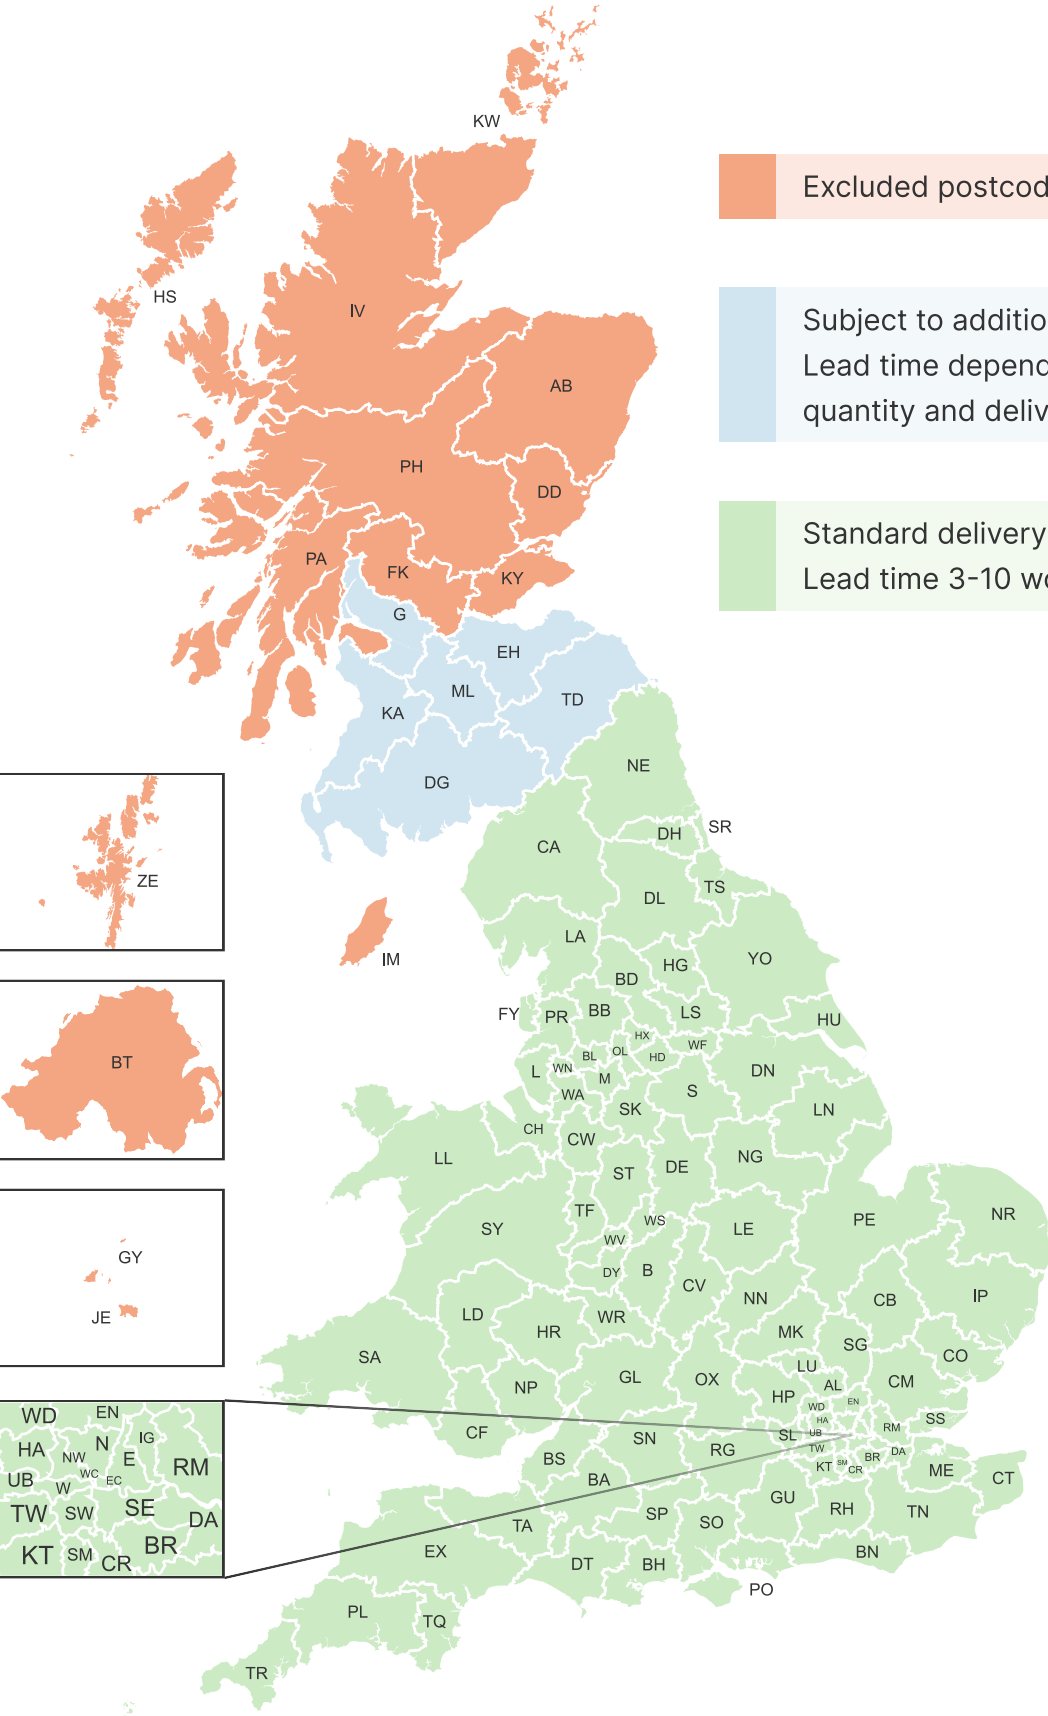 KW
Excluded postcod
HS
IV
Subject to additio
Lead time depend
quantity and deliv
AB
PH
DD
Standard delivery
Lead time 3-10 wo
PA
FK
KY
G
EH
ML
TD
KA
DG
NE
SR
DH
CA
ZE
TS
DL
LA
IM
YO
HG
BD
FY
PR
BB
LS
HU
HX
WF
OL
BL
HD
BT
L
WN
M
DN
WA
S
SK
LN
CH
CW
LL
NG
DE
ST
TF
WS
NR
PE
SY
LE
WV
GY
DY
B
CV
JE
LD
WR
NN
CB
IP
HR
MK
SG
SA
CO
LU
NP
GL
OX
AL
CM
HP
EN
WD
HA
SS
RM
CF
SN
SL
UB
RG
TW
DA
BS
BR
KT
SM
CR
ME
CT
BA
WD
EN
HA
N
IG
NW
E
RM
UB
WC
EC
W
TW
SW
SE
DA
KT
SM
CR
BR
GU
RH
TN
SP
SO
TA
EX
DT
BH
BN
PO
PL
TQ
TR